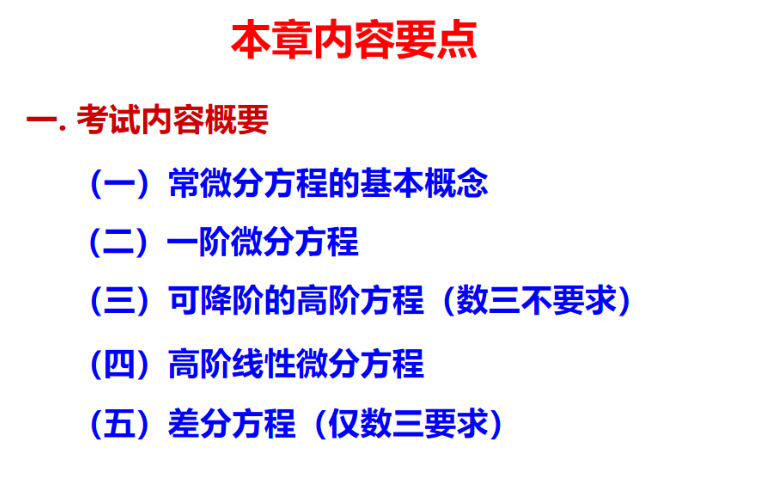 本章内容要点
一. 考试内容概要
（一）常微分方程的基本概念
（二）一阶微分方程
（三）可降阶的高阶方程（数三不要求）
（四）高阶线性微分方程
（五）差分方程（仅数三要求）